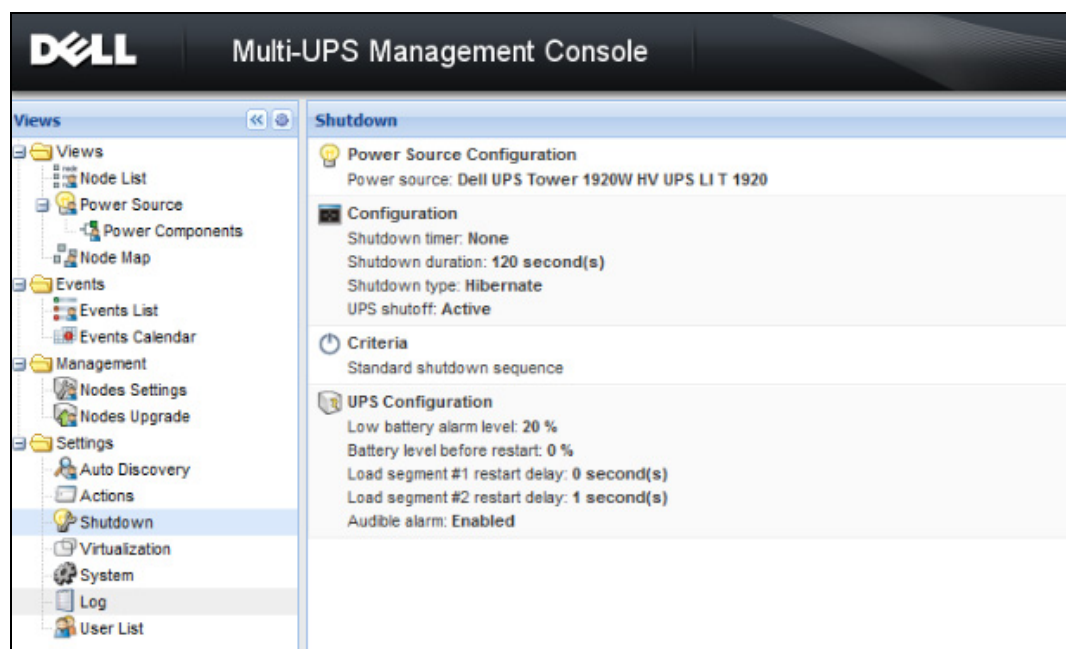 DELL
Multi-UPS Management Console
Views
Views
Node List
Power Source
Power Components
Node Map
Events
Events List
Events Calendar
Management
Nodes Settings
Nodes Upgrade
Settings
Auto Discovery
Actions
Shutdown
Virtualization
System
Log
User List
Shutdown
Power Source Configuration
Power source: Dell UPS Tower 1920W HV UPS LI T 1920
Configuration
Shutdown timer: None
Shutdown duration: 120 second(s)
Shutdown type: Hibernate
UPS shutoff: Active
Criteria
Standard shutdown sequence
UPS Configuration
Low battery alarm level: 20 %
Battery level before restart: 0 %
Load segment #1 restart delay: 0 second(s)
Load segment #2 restart delay: 1 second(s)
Audible alarm: Enabled